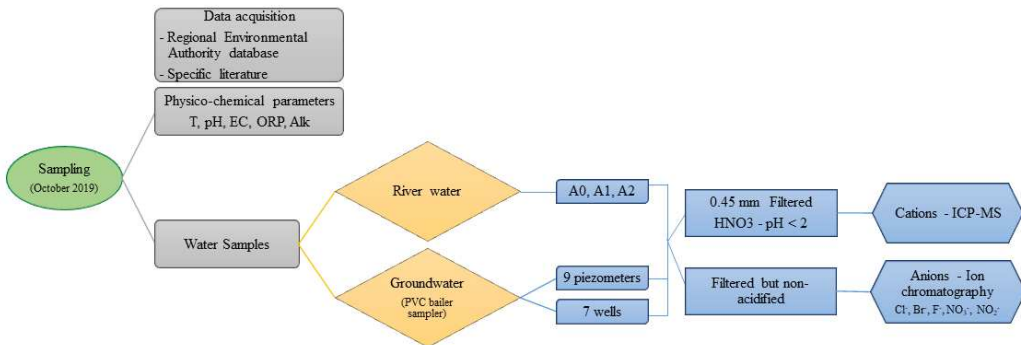 Data acquisition
- Regional Environmental
Authority database
- Specific literature
Physico-chemical parameters
T, pH, EC, ORP, Alk
Sampling
(October 2019)
Water Samples
River water
A0, A1, A2
0.45 mm Filtered
HNO3 - pH < 2
Cations - ICP-MS
Groundwater
(PVC bailer
sampler)
9 piezometers
7 wells
Filtered but non-
acidified
Anions - Ion
chromatography
Cl⁻, Br⁻, F⁻, NO₃⁻, NO₂⁻